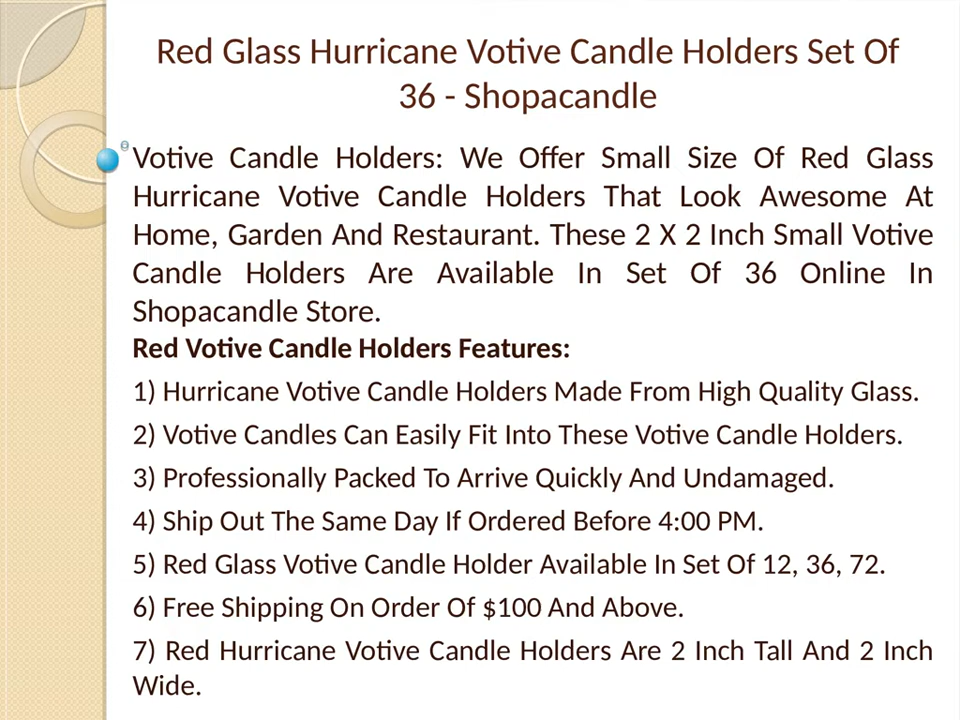 Red Glass Hurricane Votive Candle Holders Set Of
36 - Shopacandle
Votive Candle Holders: We Offer Small Size Of Red Glass
Hurricane Votive Candle Holders That Look Awesome At
Home, Garden And Restaurant. These 2 X 2 Inch Small Votive
Candle Holders Are Available In Set Of 36 Online In
Shopacandle Store.
Red Votive Candle Holders Features:
1) Hurricane Votive Candle Holders Made From High Quality Glass.
2) Votive Candles Can Easily Fit Into These Votive Candle Holders.
3) Professionally Packed To Arrive Quickly And Undamaged.
4) Ship Out The Same Day If Ordered Before 4:00 PM.
5) Red Glass Votive Candle Holder Available In Set Of 12, 36, 72.
6) Free Shipping On Order Of $100 And Above.
7) Red Hurricane Votive Candle Holders Are 2 Inch Tall And 2 Inch
Wide.